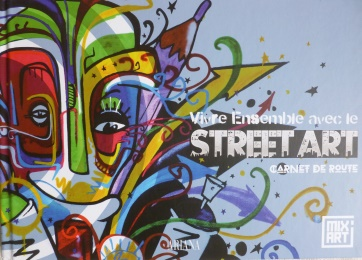 Vivre Ensemble avec le
STREET ART
CARNET DE ROUTE
MIX
ART